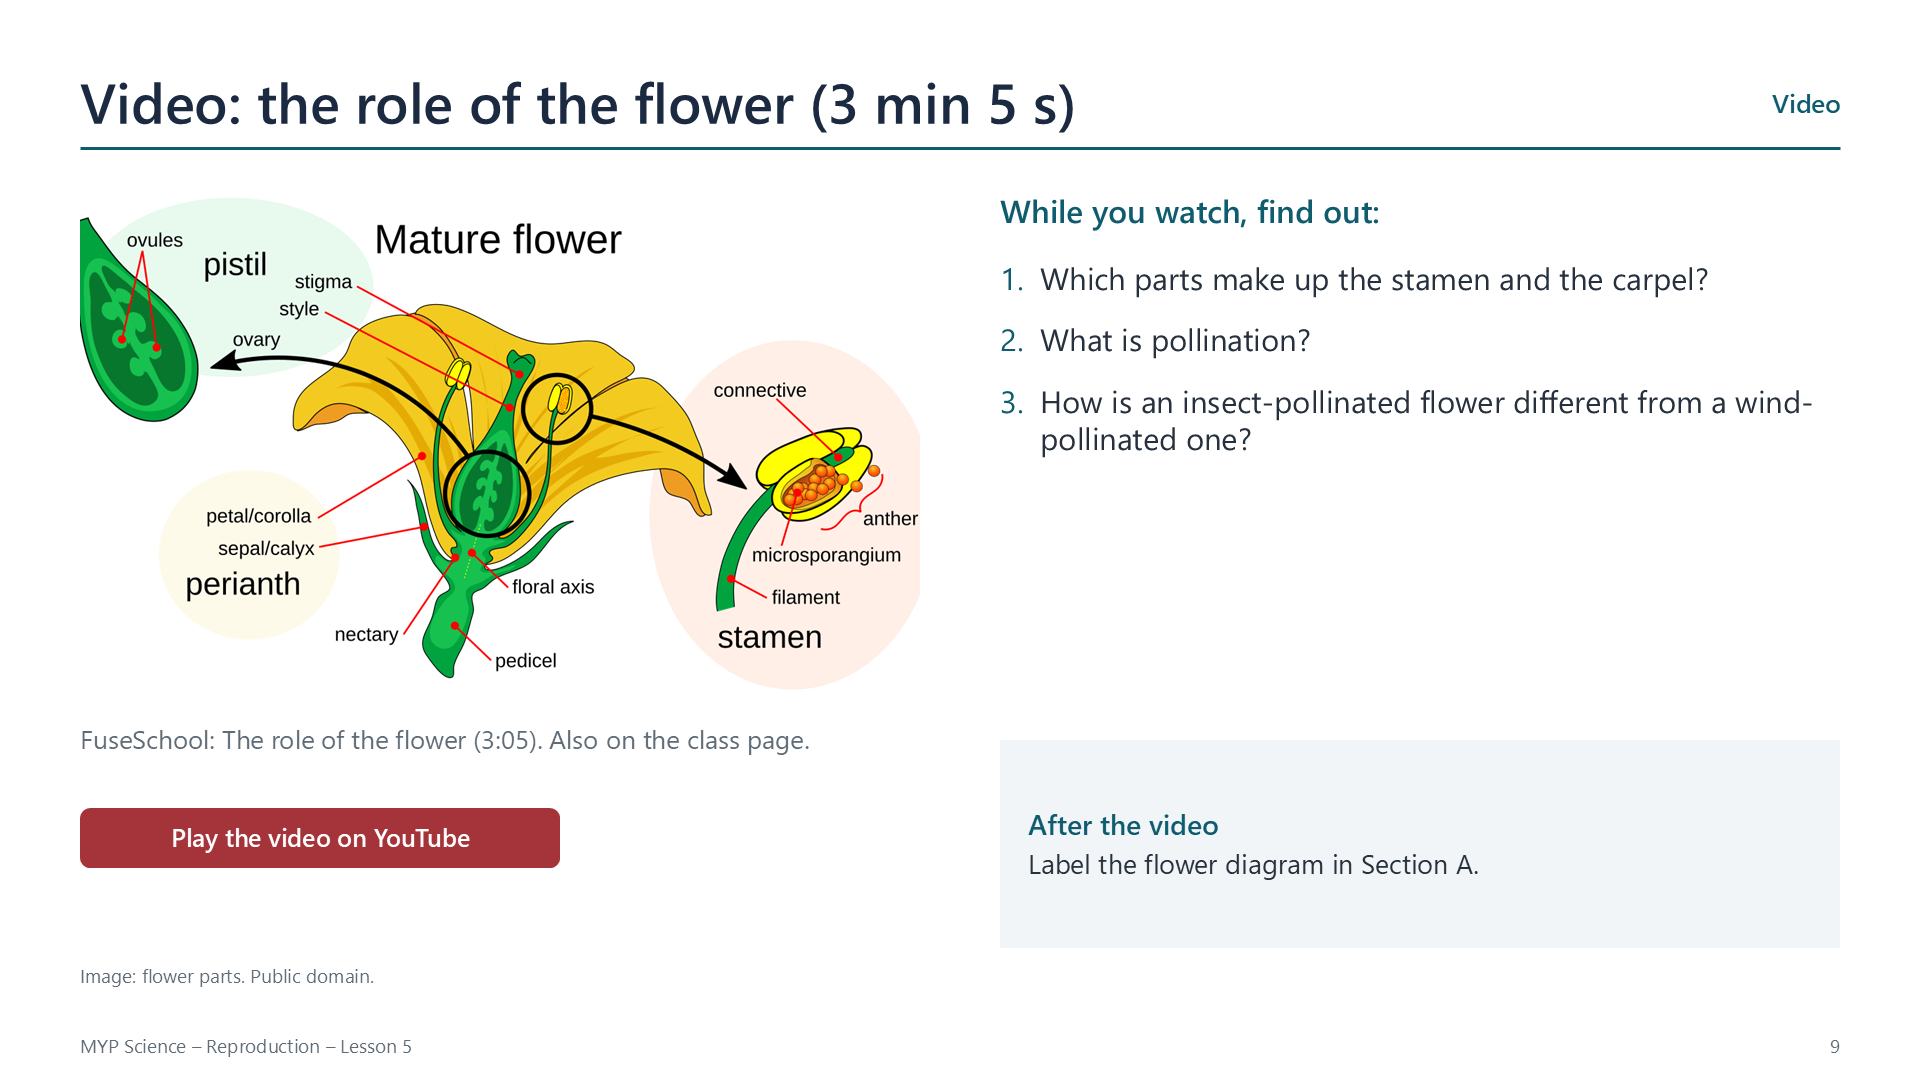 Video: the role of the flower (3 min 5 s)
Video
ovules
pistil
Mature flower
stigma
style
ovary
connective
petal/corolla
sepal/calyx
perianth
anther
microsporangium
floral axis
filament
nectary
stamen
pedicel
FuseSchool: The role of the flower (3:05). Also on the class page.
Play the video on YouTube
Image: flower parts. Public domain.
While you watch, find out:
1. Which parts make up the stamen and the carpel?
2. What is pollination?
3. How is an insect-pollinated flower different from a wind-
pollinated one?
After the video
Label the flower diagram in Section A.
MYP Science – Reproduction – Lesson 5
9